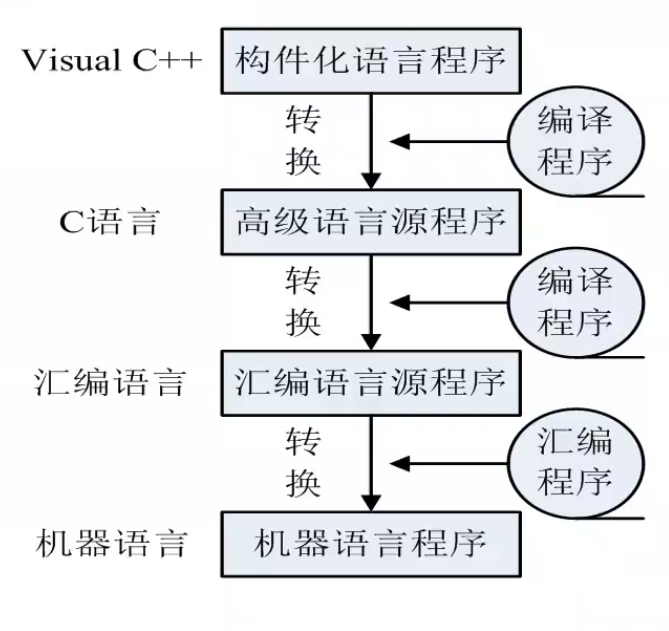 Visual C++
构件化语言程序
转
换
编译
程序
C语言
高级语言源程序
转
换
编译
程序
汇编语言
汇编语言源程序
转
换
汇编
程序
机器语言
机器语言程序